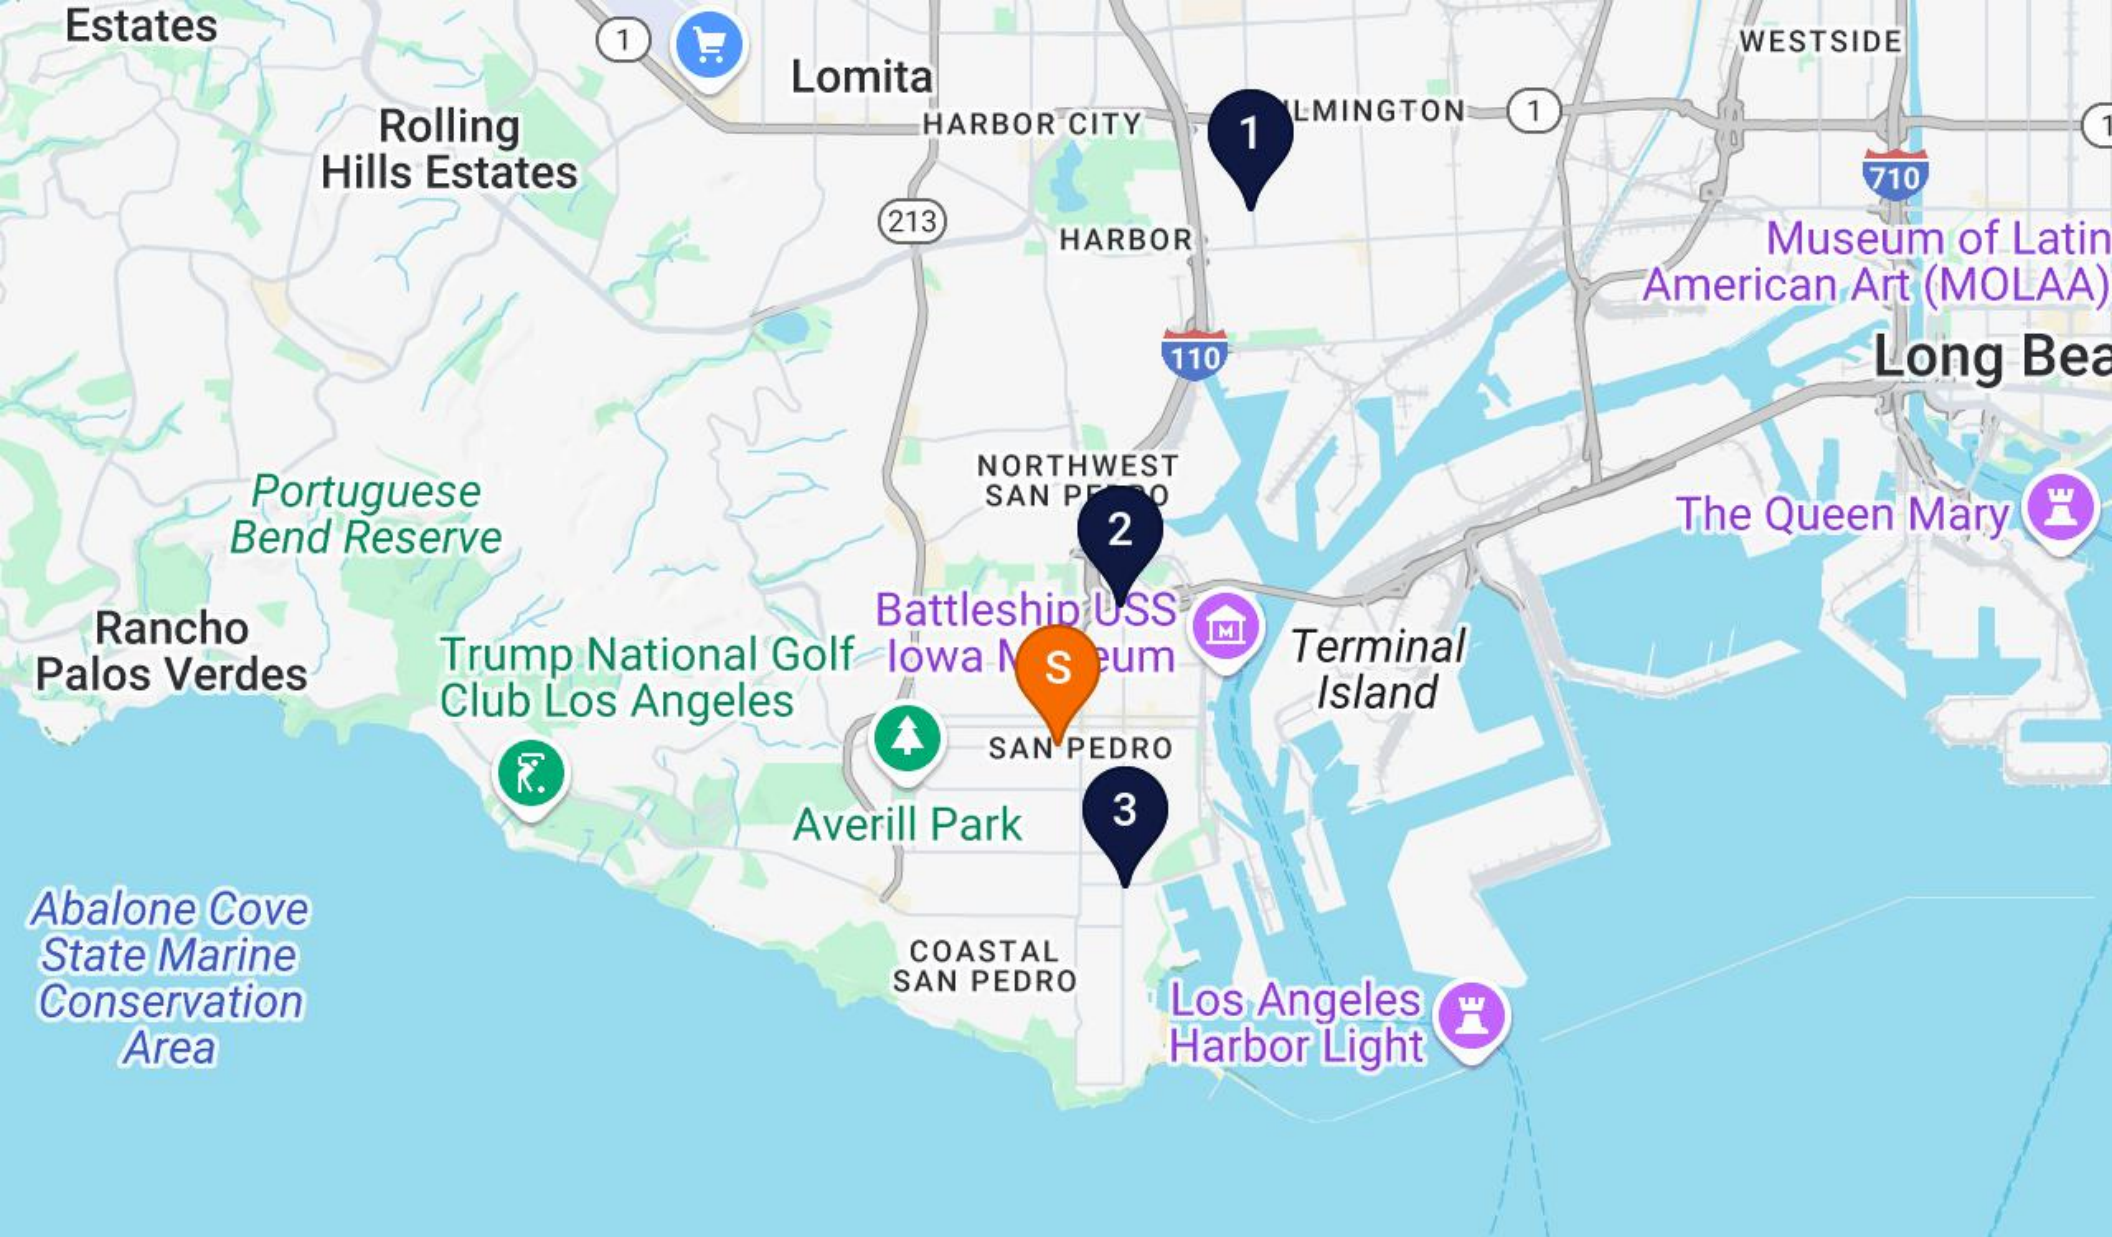 Estates
1
WESTSIDE
Lomita
HARBOR CITY
1
LMINGTON
1
1
Rolling
Hills Estates
710
213
HARBOR
Museum of Latin
American Art (MOLAA)
110
Long Bea
NORTHWEST
SAN PEDRO
Portuguese
Bend Reserve
2
The Queen Mary
Battleship USS
Iowa M eum
M
S
Terminal
Island
Rancho
Palos Verdes
Trump National Golf
Club Los Angeles
SAN PEDRO
3
Averill Park
Abalone Cove
State Marine
Conservation
Area
COASTAL
SAN PEDRO
Los Angeles
Harbor Light